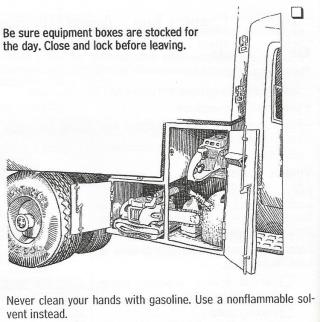 Be sure equipment boxes are stocked for
the day. Close and lock before leaving.
Never clean your hands with gasoline. Use a nonflammable sol-
vent instead.